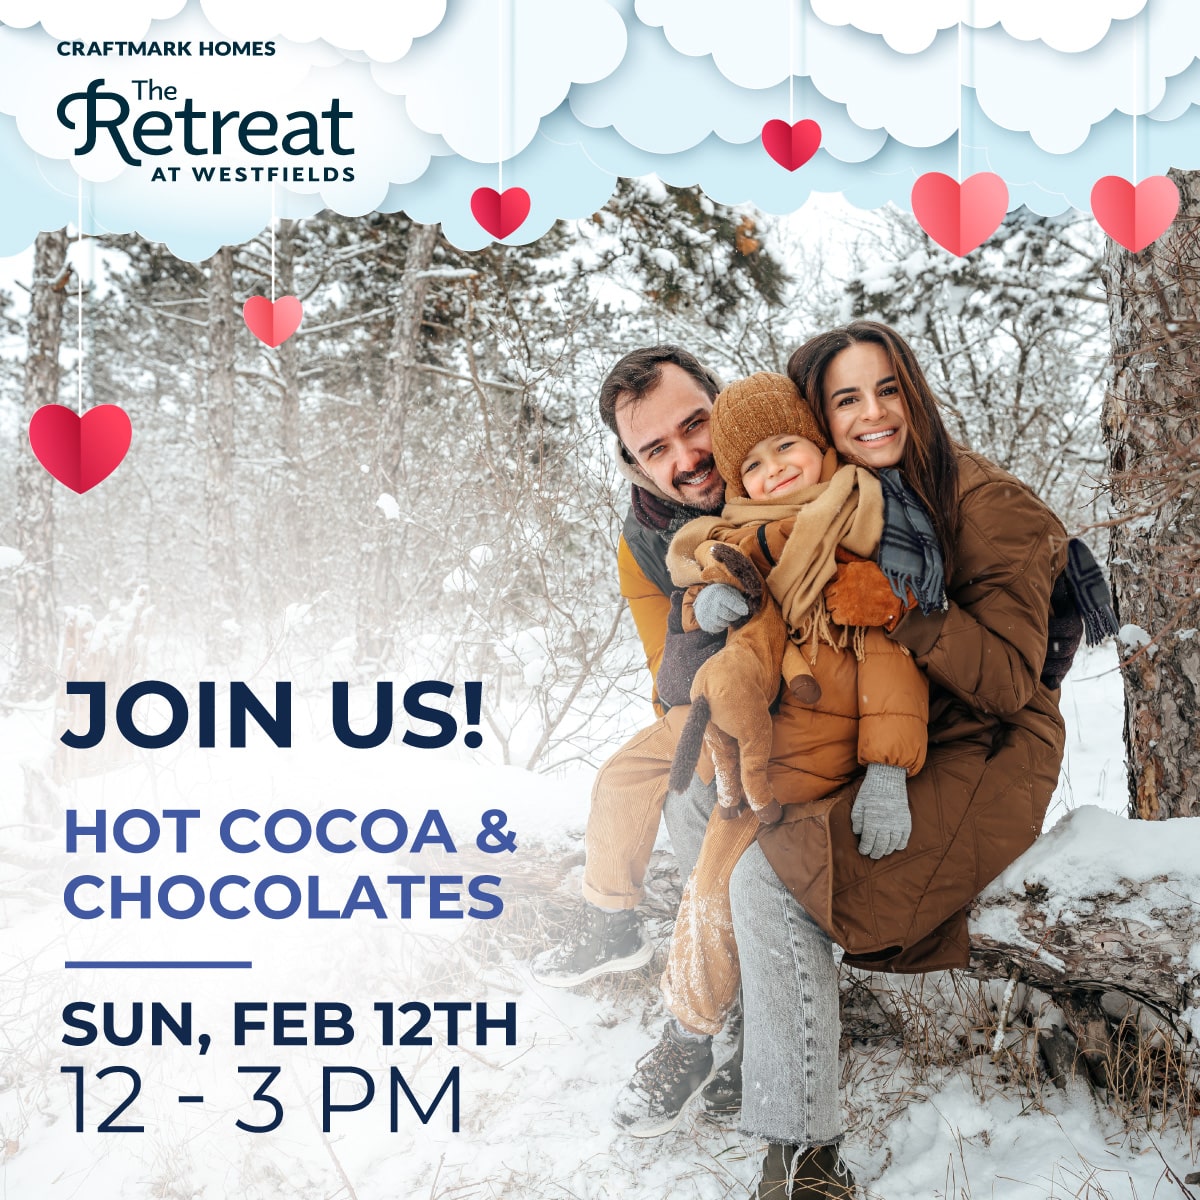 CRAFTMARK HOMES
The
Retreat
AT WESTFIELDS
JOIN US!
HOT COCOA &
CHOCOLATES
SUN, FEB 12TH
12 - 3 PM